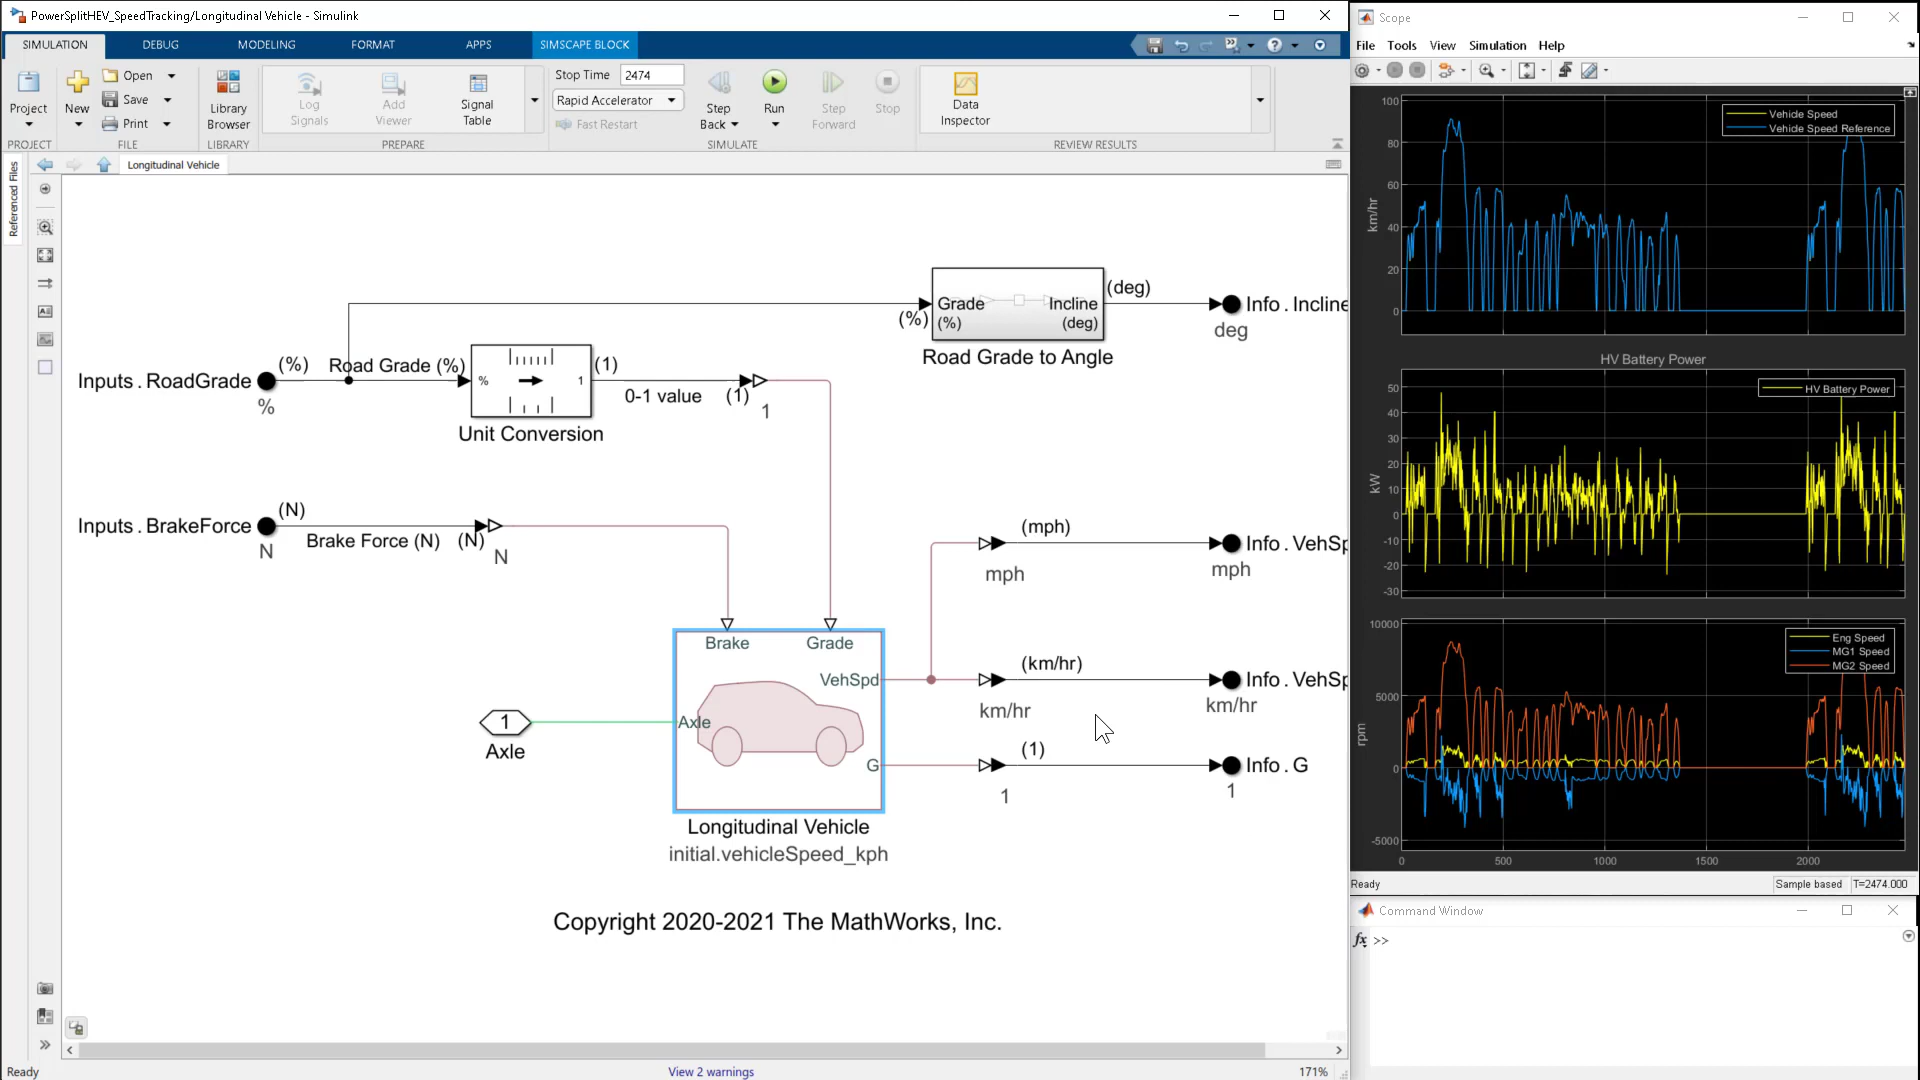 PowerSplitHEV_SpeedTracking/Longitudinal Vehicle - Simulink
SIMULATION DEBUG MODELING FORMAT APPS SIMSCAPE BLOCK
Project
New
Open
Save
Print
Library Browser
Log Signals
Add Viewer
Signal Table
Stop Time 2474
Rapid Accelerator
Fast Restart
Step Back
Run
Step Forward
Stop
Data Inspector
PROJECT FILE LIBRARY PREPARE SIMULATE REVIEW RESULTS
Referenced Files
Longitudinal Vehicle
Grade (%)
Incline (deg)
(%)
(deg)
Info . Incline
deg
Road Grade to Angle
Inputs . RoadGrade
%
(%)
Road Grade (%)
% 1
Unit Conversion
(1)
0-1 value
(1)
1
Inputs . BrakeForce
N
(N)
Brake Force (N)
(N)
N
(mph)
mph
Info . VehSp
mph
Brake Grade
VehSpd
Axle
G
Longitudinal Vehicle
initial.vehicleSpeed_kph
1
Axle
(km/hr)
km/hr
Info . VehSp
km/hr
(1)
1
Info . G
1
Copyright 2020-2021 The MathWorks, Inc.
Ready
View 2 warnings
171%
Scope
File Tools View Simulation Help
Vehicle Speed
Vehicle Speed Reference
km/hr
100
80
60
40
20
0
HV Battery Power
HV Battery Power
kW
50
40
30
20
10
0
-10
-20
-30
Eng Speed
MG1 Speed
MG2 Speed
rpm
10000
5000
0
-5000
0 500 1000 1500 2000
Ready
Sample based T=2474.000
Command Window
fx >>